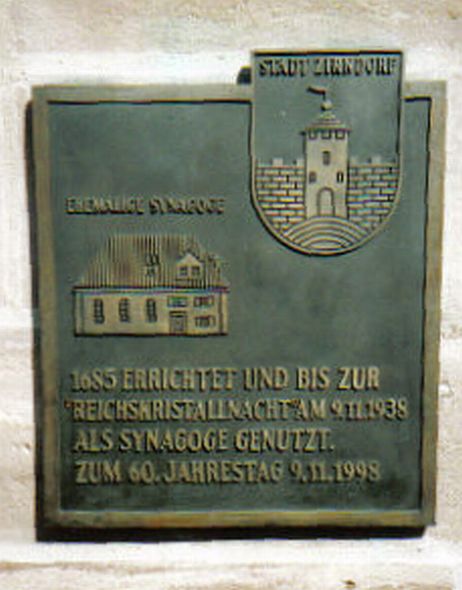 STADT ZIRNDORF
EHEMALIGE SYNAGOGE
1685 ERRICHTET UND BIS ZUR
"REICHSKRISTALLNACHT" AM 9.11.1938
ALS SYNAGOGE GENUTZT.
ZUM 60. JAHRESTAG 9.11.1998